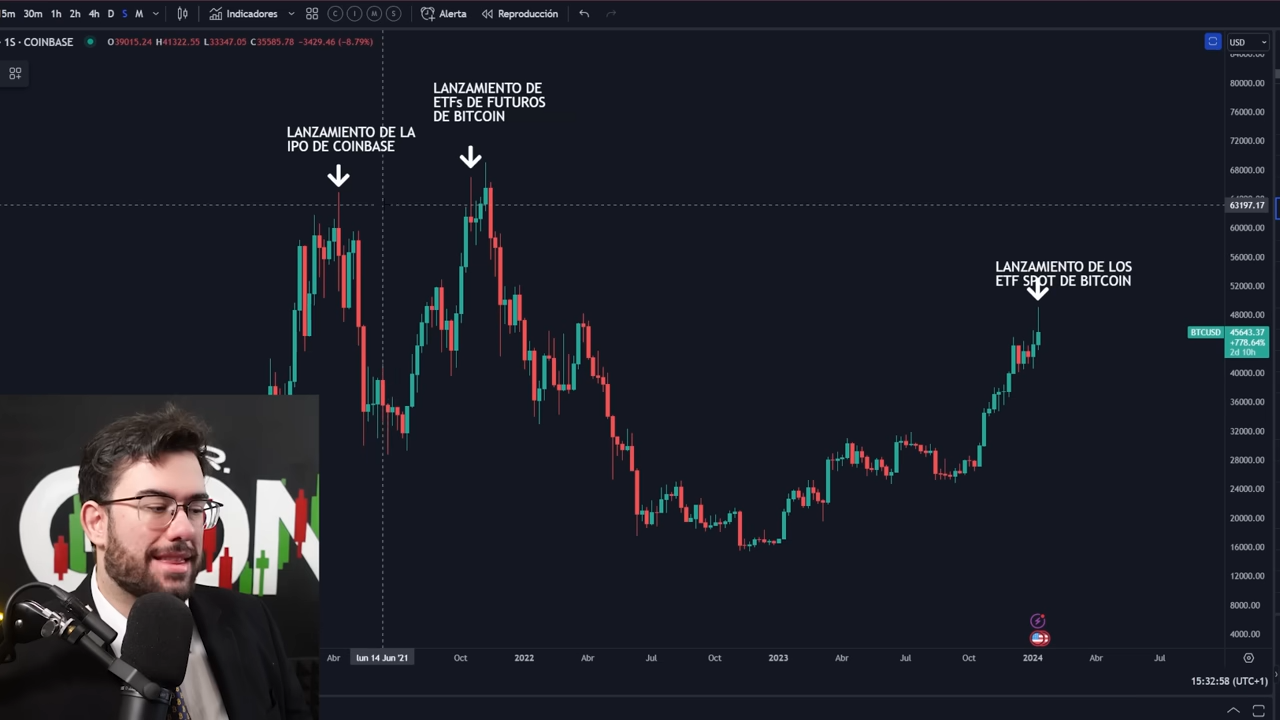 15m 30m 1h 2h 4h D S M Indicadores C I M S Alerta Reproducción
· 1S · COINBASE O39015.24 H41322.55 L33347.05 C35585.78 -3429.46 (-8.79%) USD
84000.00
80000.00
76000.00
72000.00
68000.00
64000.00
63197.17
60000.00
56000.00
52000.00
48000.00
BTCUSD 45643.37
+778.64%
2d 10h
40000.00
36000.00
32000.00
28000.00
24000.00
20000.00
16000.00
12000.00
8000.00
4000.00
LANZAMIENTO DE LA
IPO DE COINBASE
LANZAMIENTO DE
ETFs DE FUTUROS
DE BITCOIN
LANZAMIENTO DE LOS
ETF SPOT DE BITCOIN
R.
Abr lun 14 Jun '21 Oct 2022 Abr Jul Oct 2023 Abr Jul Oct 2024 Abr Jul
15:32:58 (UTC+1)